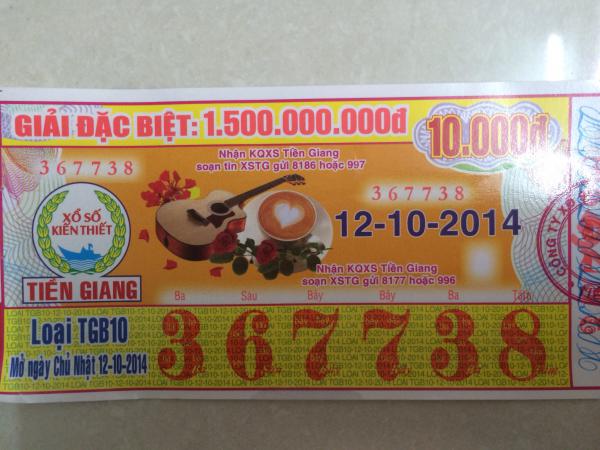 GIẢI ĐẶC BIỆT: 1.500.000.000đ
10.000đ
Nhận KQXS Tiền Giang
soạn tin XSTG gửi 8186 hoặc 997
367738
367738
XỔ SỐ
KIẾN THIẾT
TIỀN GIANG
12-10-2014
Nhận KQXS Tiền Giang
soạn XSTG gửi 8177 hoặc 996
Ba Sáu Bảy Bảy Ba Tám
367738
Loại TGB10
Mở ngày Chủ Nhật 12-10-2014
CÔNG TY XS